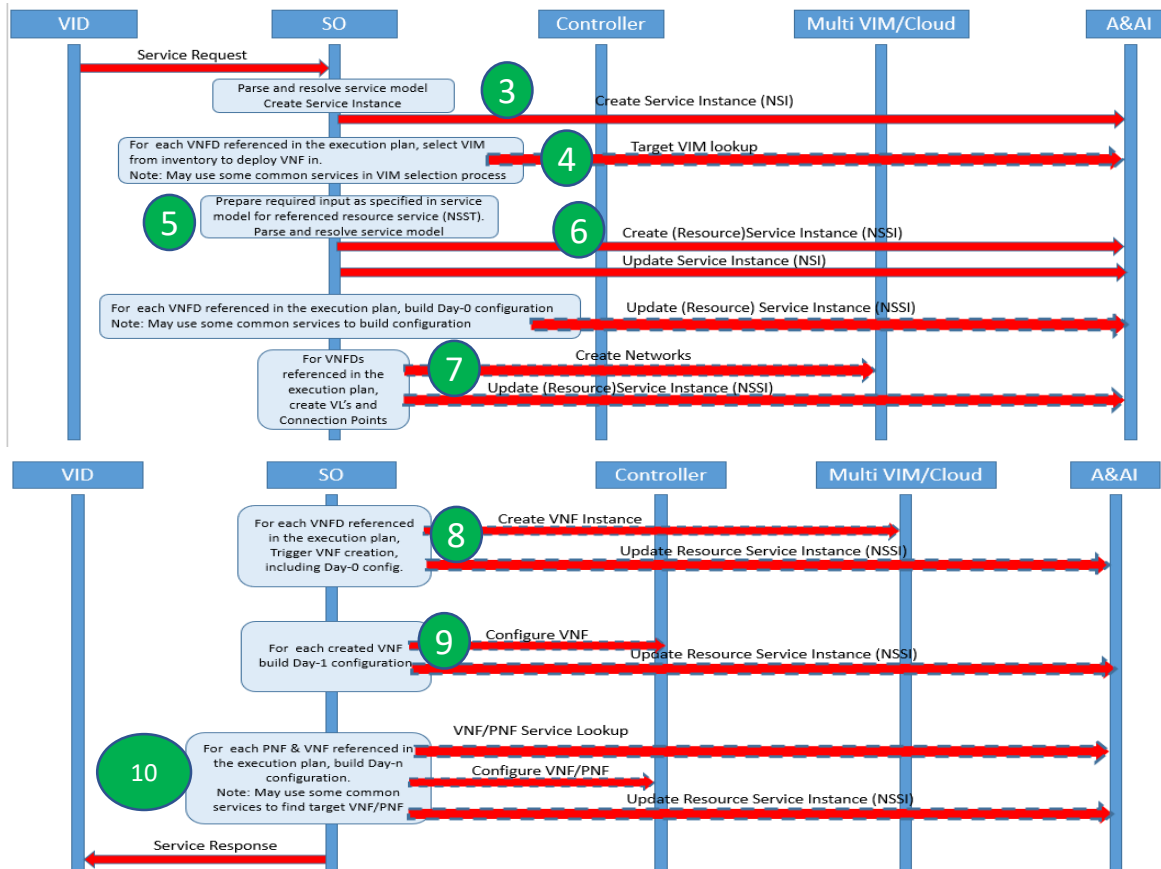 VID
SO
Controller
Multi VIM/Cloud
A&AI
Service Request
Parse and resolve service model
Create Service Instance
3
Create Service Instance (NSI)
For each VNFD referenced in the execution plan, select VIM
from inventory to deploy VNF in.
Note: May use some common services in VIM selection process
4
Target VIM lookup
5
Prepare required input as specified in service
model for referenced resource service (NSST).
Parse and resolve service model
6
Create (Resource)Service Instance (NSSI)
Update Service Instance (NSI)
For each VNFD referenced in the execution plan, build Day-0 configuration
Note: May use some common services to build configuration
Update (Resource) Service Instance (NSSI)
For VNFDs
referenced in the
execution plan,
create VL's and
Connection Points
7
Create Networks
Update (Resource)Service Instance (NSSI)
VID
SO
Controller
Multi VIM/Cloud
A&AI
For each VNFD referenced
in the execution plan,
Trigger VNF creation,
including Day-0 config.
8
Create VNF Instance
Update Resource Service Instance (NSSI)
For each created VNF
build Day-1 configuration
9
Configure VNF
Update Resource Service Instance (NSSI)
10
For each PNF & VNF referenced in
the execution plan, build Day-n
configuration.
Note: May use some common
services to find target VNF/PNF
VNF/PNF Service Lookup
Configure VNF/PNF
Update Resource Service Instance (NSSI)
Service Response